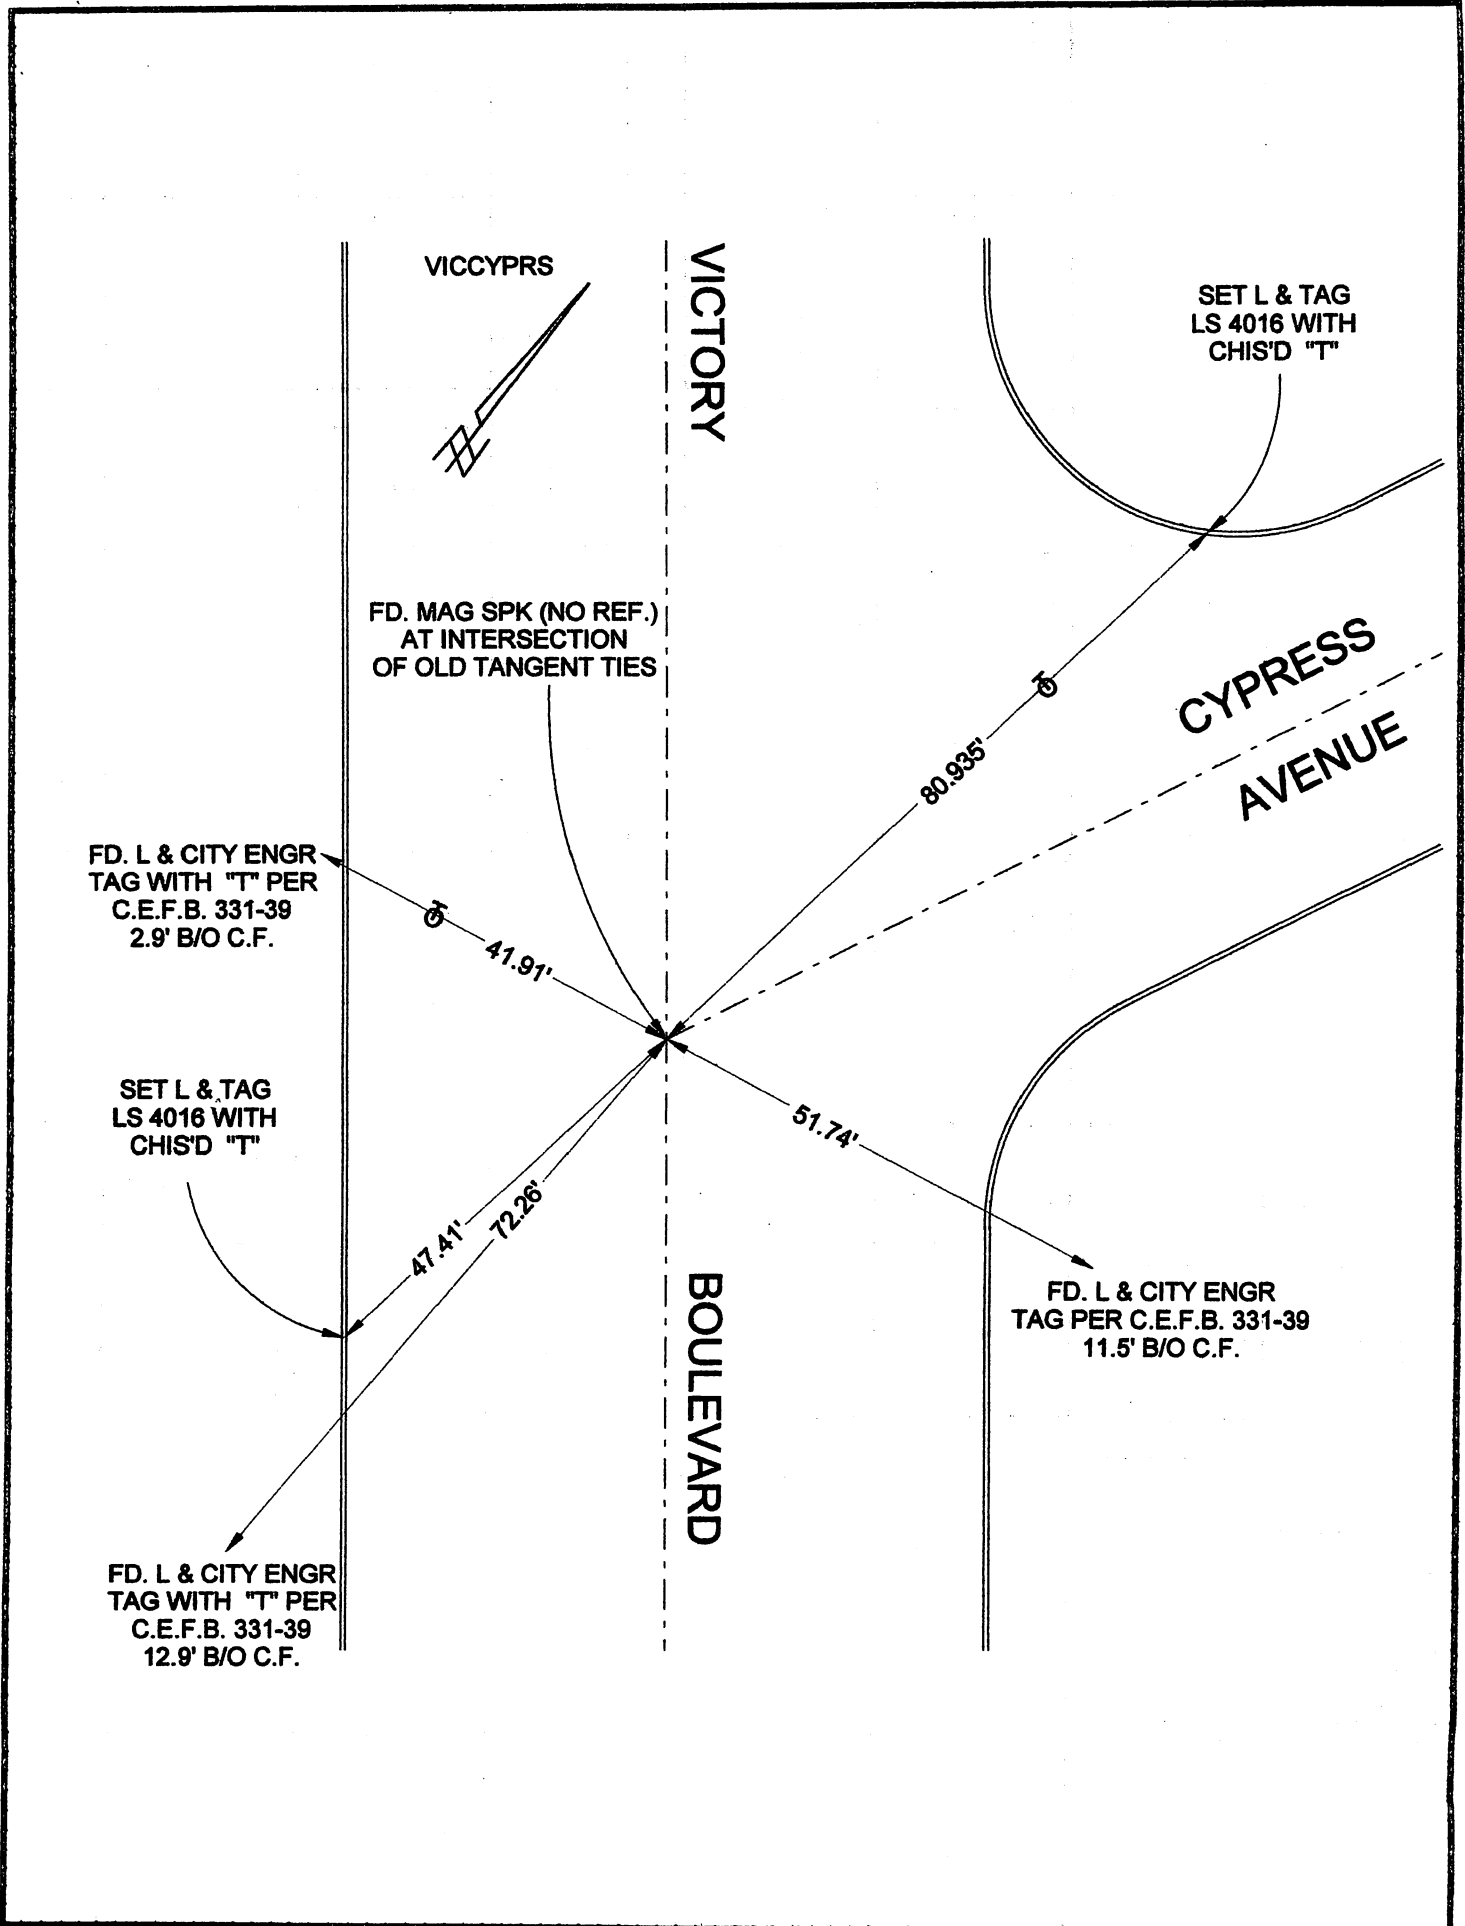 VICCYPRS
VICTORY
SET L & TAG
LS 4016 WITH
CHIS'D "T"
FD. MAG SPK (NO REF.)
AT INTERSECTION
OF OLD TANGENT TIES
CYPRESS
AVENUE
80.935'
FD. L & CITY ENGR
TAG WITH "T" PER
C.E.F.B. 331-39
2.9' B/O C.F.
41.91'
SET L & TAG
LS 4016 WITH
CHIS'D "T"
51.74'
47.41'
72.26'
BOULEVARD
FD. L & CITY ENGR
TAG PER C.E.F.B. 331-39
11.5' B/O C.F.
FD. L & CITY ENGR
TAG WITH "T" PER
C.E.F.B. 331-39
12.9' B/O C.F.